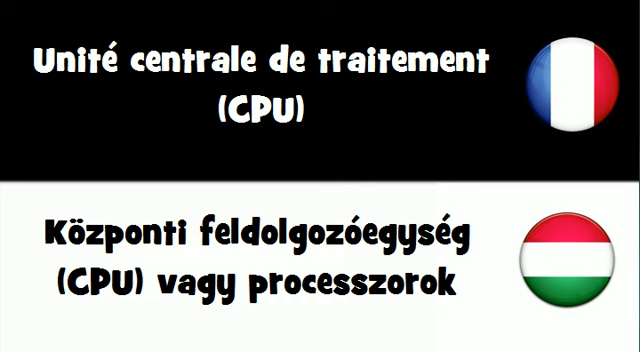 Unité centrale de traitement
(CPU)
Központi feldolgozóegység
(CPU) vagy processzorok